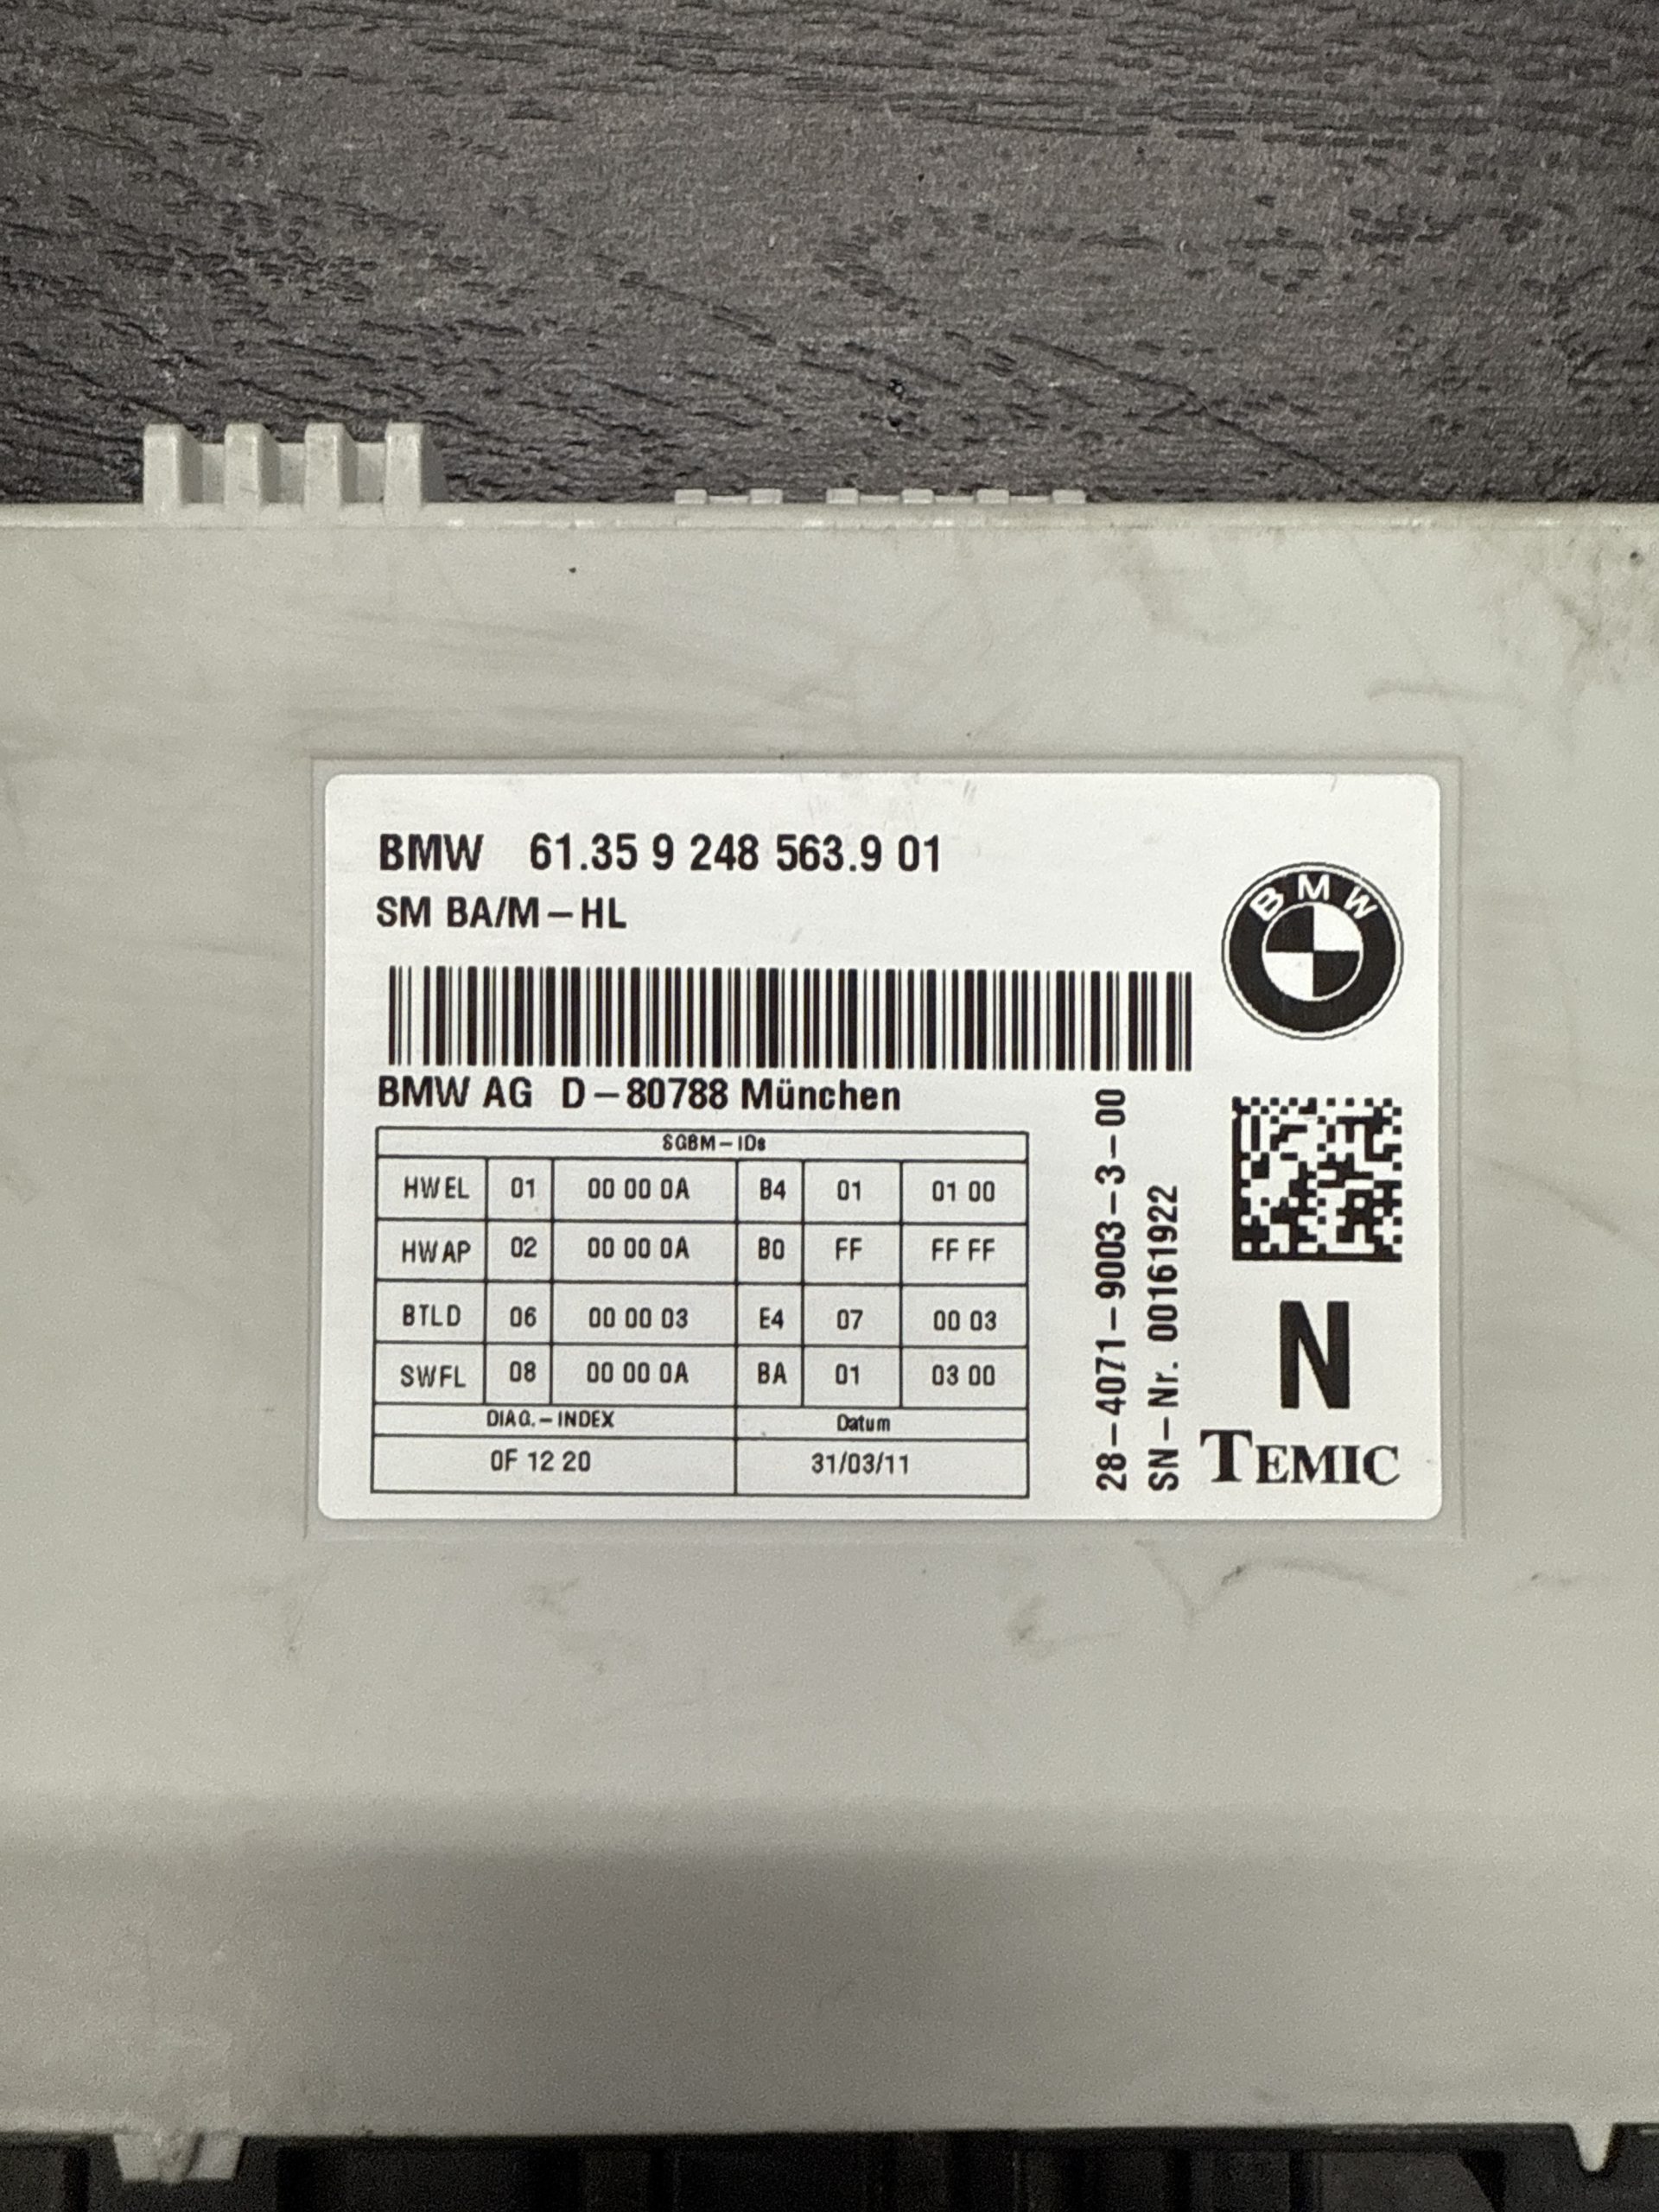 BMW 61.35 9 248 563.9 01
SM BA/M-HL
BMW
BMW AG D-80788 München
SGBM-IDs
HWEL 01 00 00 0A B4 01 01 00
HWAP 02 00 00 0A B0 FF FF FF
BTLD 06 00 00 03 E4 07 00 03
SWFL 08 00 00 0A BA 01 03 00
DIAG.-INDEX Datum
0F 12 20 31/03/11
28-4071-9003-3-00
SN-Nr. 00161922
N
TEMIC